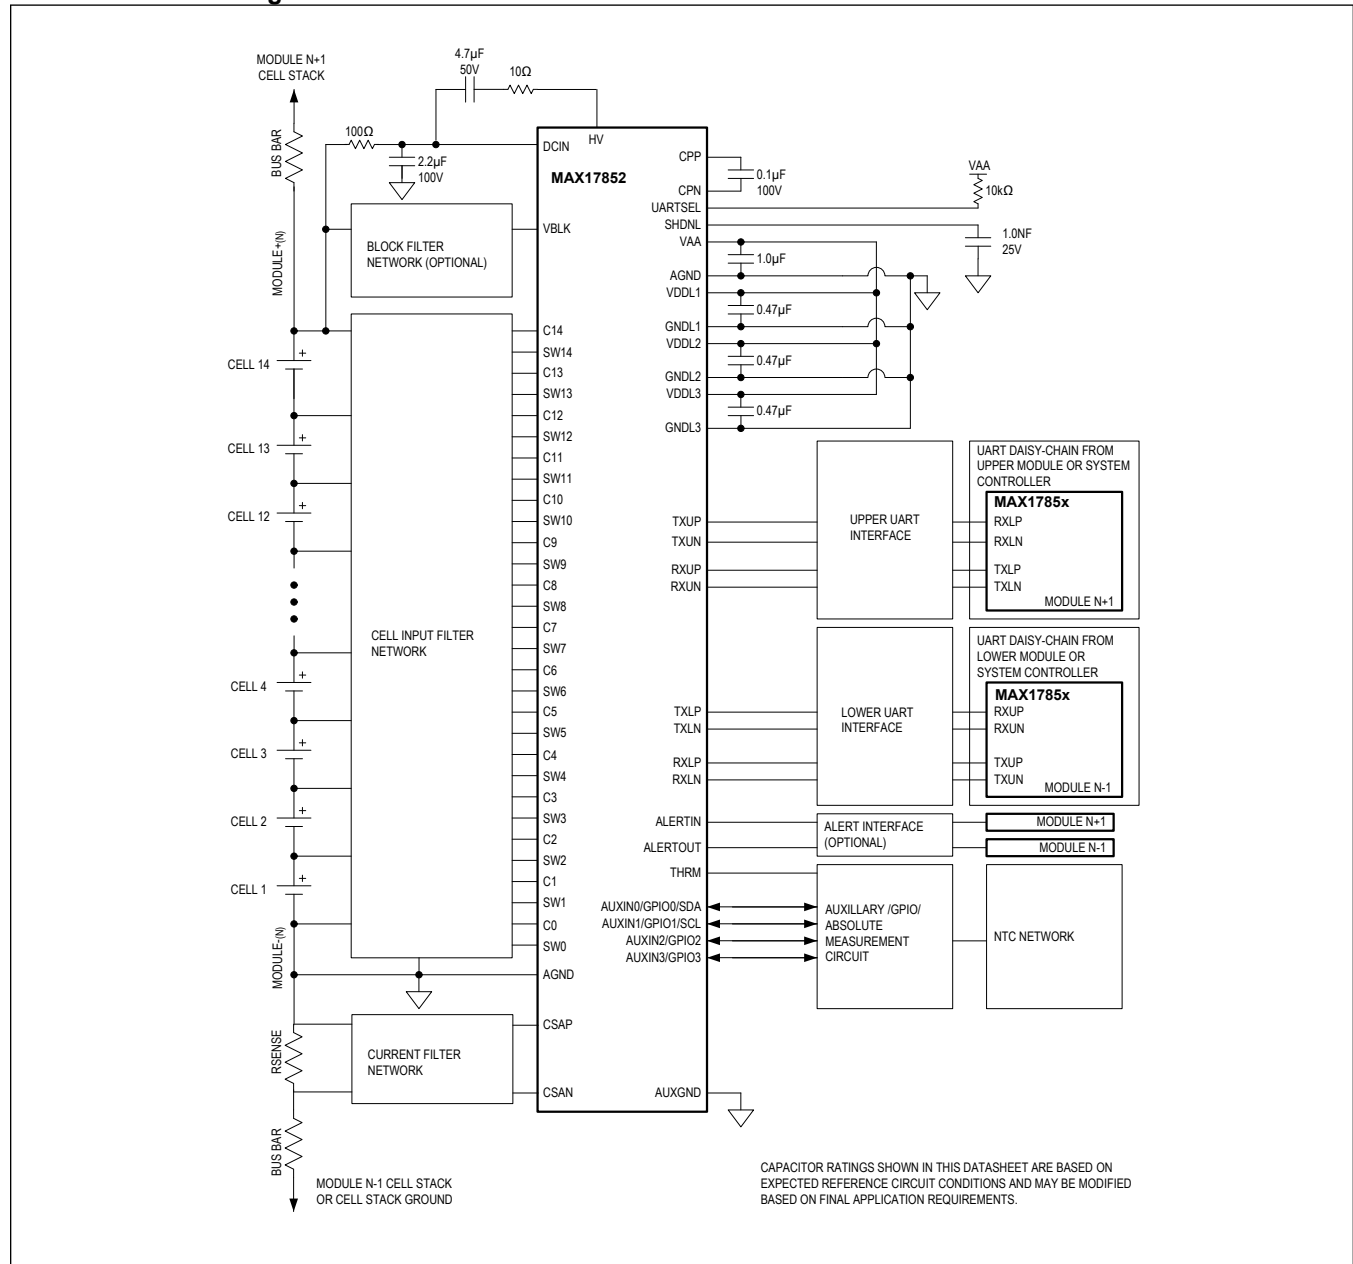 MODULE N+1
CELL STACK
4.7µF
50V
10Ω
BUS BAR
100Ω
2.2µF
100V
HV
DCIN
MAX17852
CPP
CPN
0.1µF
100V
VAA
10kΩ
UARTSEL
SHDNL
1.0NF
25V
MODULE+(N)
BLOCK FILTER
NETWORK (OPTIONAL)
VBLK
VAA
1.0µF
AGND
VDDL1
0.47µF
GNDL1
VDDL2
0.47µF
GNDL2
VDDL3
0.47µF
GNDL3
CELL 14
CELL 13
CELL 12
CELL 4
CELL 3
CELL 2
CELL 1
+
+
+
+
+
+
+
CELL INPUT FILTER
NETWORK
C14
SW14
C13
SW13
C12
SW12
C11
SW11
C10
SW10
C9
SW9
C8
SW8
C7
SW7
C6
SW6
C5
SW5
C4
SW4
C3
SW3
C2
SW2
C1
SW1
C0
SW0
AGND
MODULE-(N)
RSENSE
BUS BAR
CURRENT FILTER
NETWORK
CSAP
CSAN
MODULE N-1 CELL STACK
OR CELL STACK GROUND
TXUP
TXUN
RXUP
RXUN
UPPER UART
INTERFACE
UART DAISY-CHAIN FROM
UPPER MODULE OR SYSTEM
CONTROLLER
MAX1785x
RXLP
RXLN
TXLP
TXLN
MODULE N+1
TXLP
TXLN
RXLP
RXLN
LOWER UART
INTERFACE
UART DAISY-CHAIN FROM
LOWER MODULE OR
SYSTEM CONTROLLER
MAX1785x
RXUP
RXUN
TXUP
TXUN
MODULE N-1
ALERTIN
ALERTOUT
ALERT INTERFACE
(OPTIONAL)
MODULE N+1
MODULE N-1
THRM
AUXIN0/GPIO0/SDA
AUXIN1/GPIO1/SCL
AUXIN2/GPIO2
AUXIN3/GPIO3
AUXILLARY /GPIO/
ABSOLUTE
MEASUREMENT
CIRCUIT
NTC NETWORK
AUXGND
CAPACITOR RATINGS SHOWN IN THIS DATASHEET ARE BASED ON
EXPECTED REFERENCE CIRCUIT CONDITIONS AND MAY BE MODIFIED
BASED ON FINAL APPLICATION REQUIREMENTS.